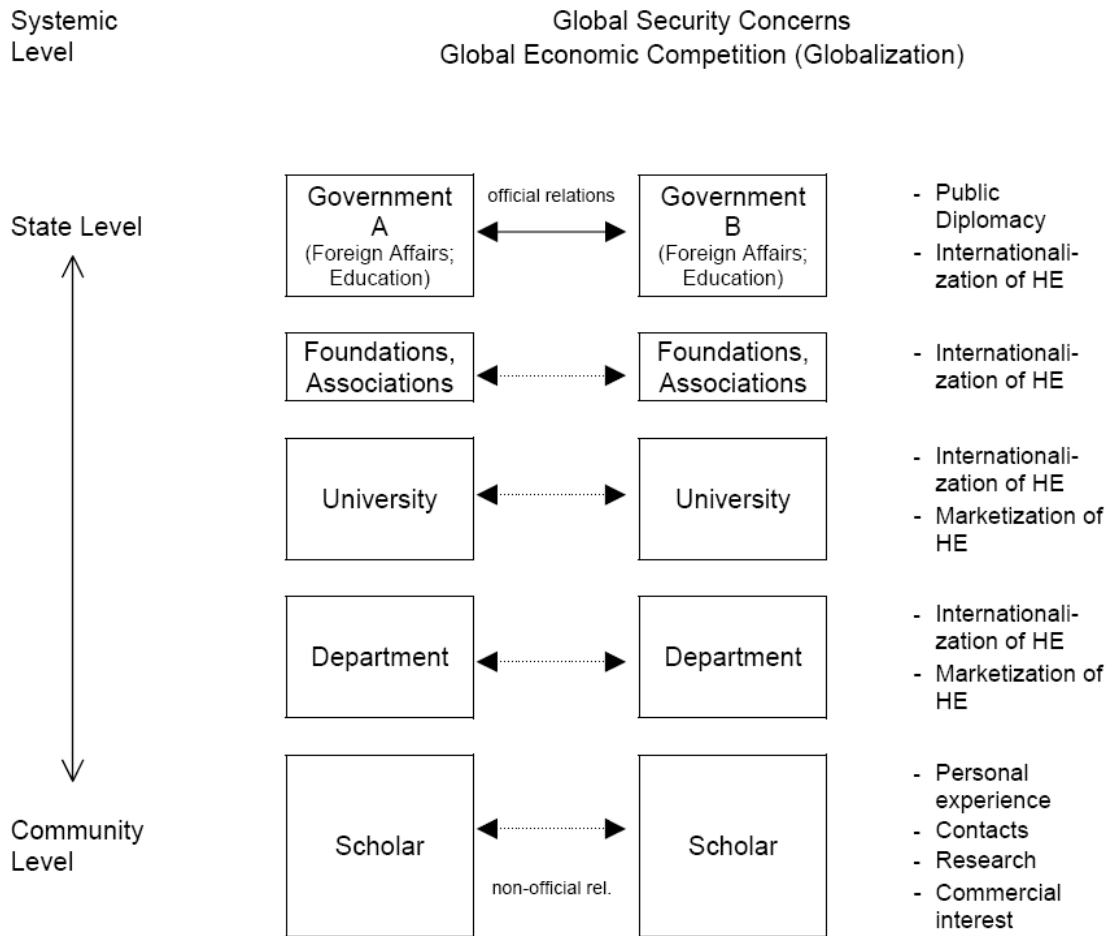 Systemic
Level
Global Security Concerns
Global Economic Competition (Globalization)
State Level
Government
A
(Foreign Affairs;
Education)
official relations
Government
B
(Foreign Affairs;
Education)
- Public
Diplomacy
- Internationali-
zation of HE
Foundations,
Associations
Foundations,
Associations
- Internationali-
zation of HE
University
University
- Internationali-
zation of HE
- Marketization of
HE
Department
Department
- Internationali-
zation of HE
- Marketization of
HE
Community
Level
Scholar
non-official rel.
Scholar
- Personal
experience
- Contacts
- Research
- Commercial
interest